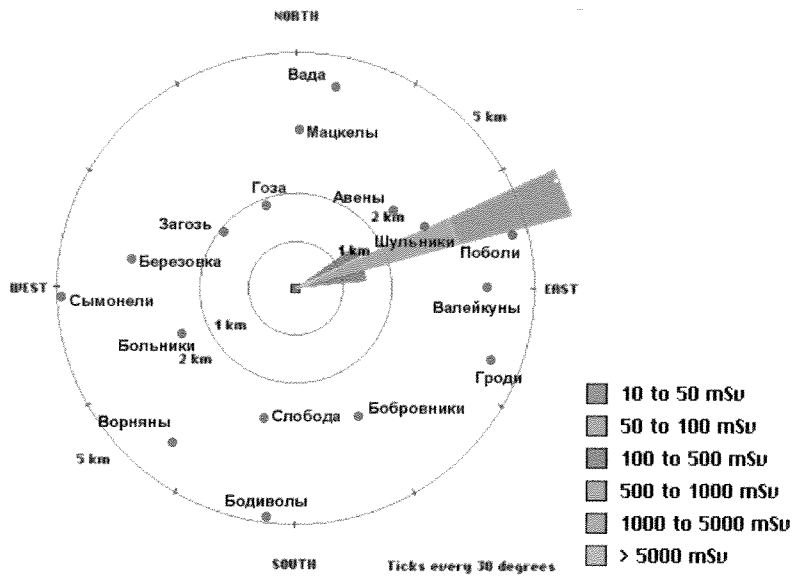 NORTH
Вада
5 km
Мацкелы
Гоза
Авены
2 km
Загозь
Шульники
1 km
Поболи
Березовка
WEST
EAST
Сымонели
Валейкуны
1 km
Больники
2 km
Гроди
10 to 50 mSv
Ворняны
Слобода
Бобровники
50 to 100 mSv
5 km
100 to 500 mSv
500 to 1000 mSv
Бодиволы
1000 to 5000 mSv
SOUTH
Ticks every 30 degrees
> 5000 mSv